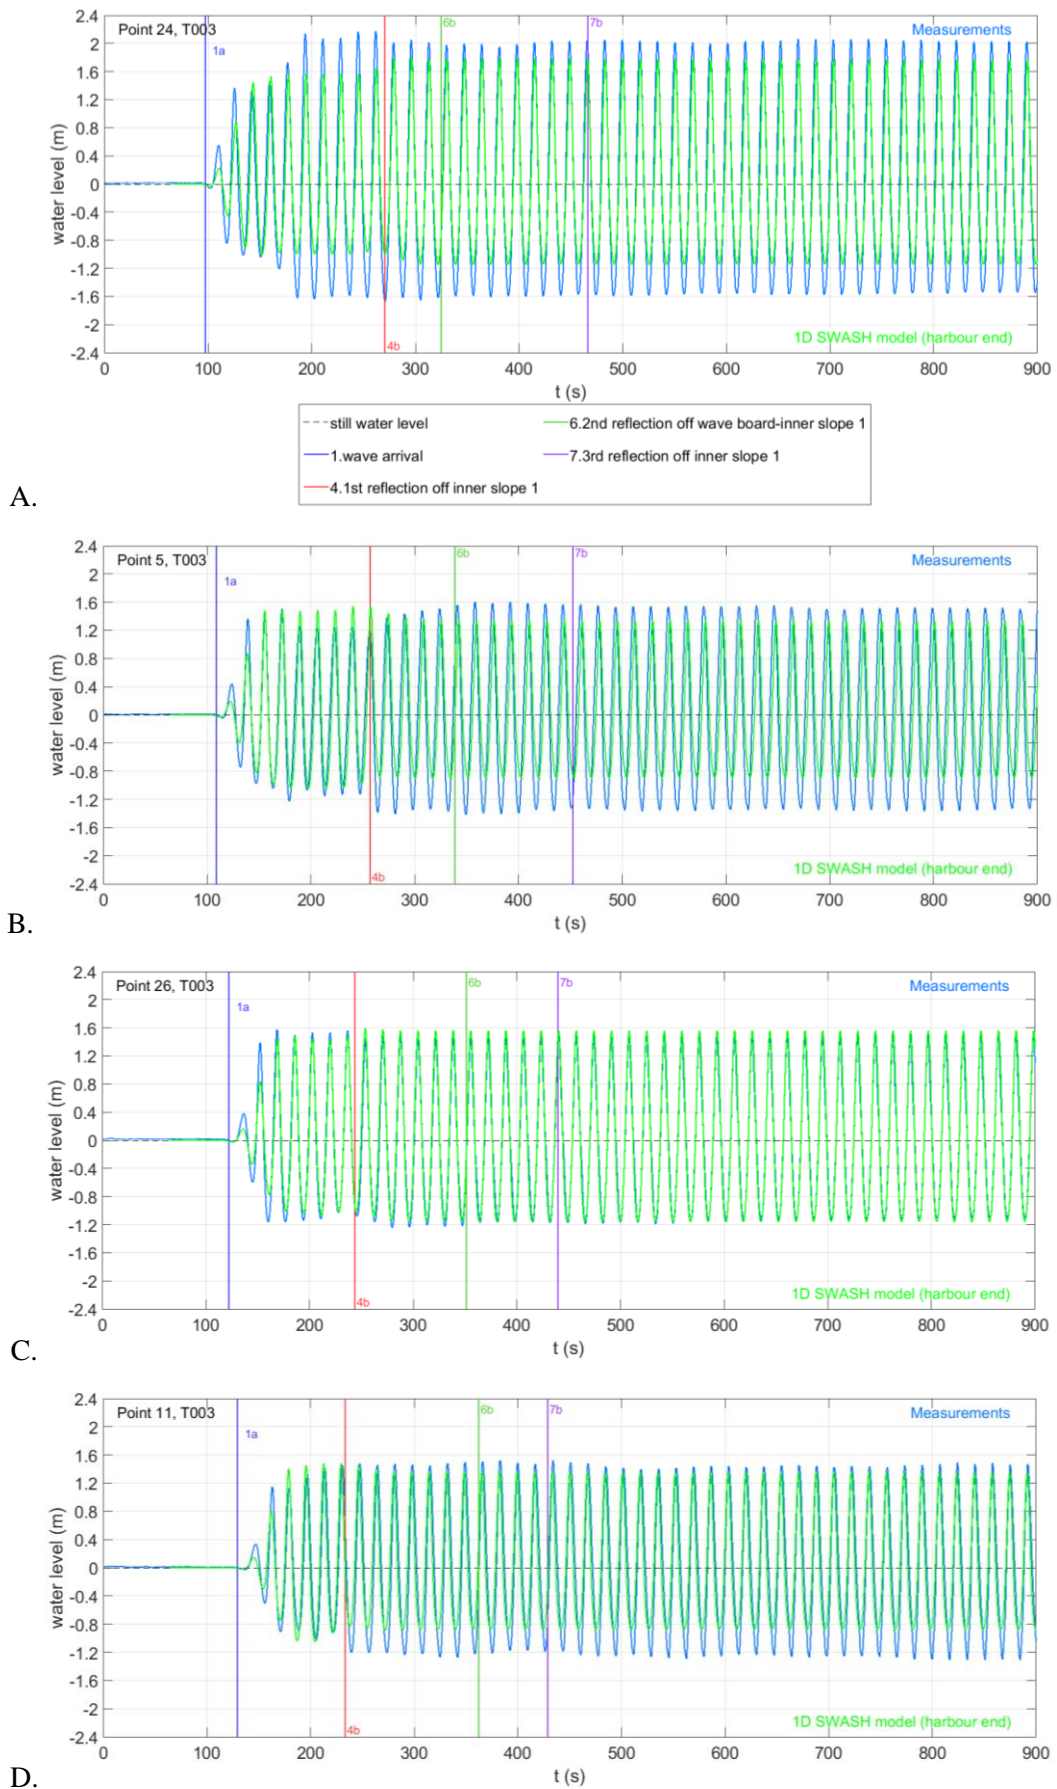 Point 24, T003
Measurements
1a
6b
7b
4b
2.4
2
1.6
1.2
0.8
0.4
0
-0.4
-0.8
-1.2
-1.6
-2
-2.4
water level (m)
1D SWASH model (harbour end)
0 100 200 300 400 500 600 700 800 900
t (s)
still water level
1.wave arrival
4.1st reflection off inner slope 1
6.2nd reflection off wave board-inner slope 1
7.3rd reflection off inner slope 1
A.
Point 5, T003
Measurements
1a
6b
7b
4b
2.4
2
1.6
1.2
0.8
0.4
0
-0.4
-0.8
-1.2
-1.6
-2
-2.4
water level (m)
1D SWASH model (harbour end)
0 100 200 300 400 500 600 700 800 900
t (s)
B.
Point 26, T003
Measurements
1a
6b
7b
4b
2.4
2
1.6
1.2
0.8
0.4
0
-0.4
-0.8
-1.2
-1.6
-2
-2.4
water level (m)
1D SWASH model (harbour end)
0 100 200 300 400 500 600 700 800 900
t (s)
C.
Point 11, T003
Measurements
1a
6b
7b
4b
2.4
2
1.6
1.2
0.8
0.4
0
-0.4
-0.8
-1.2
-1.6
-2
-2.4
water level (m)
1D SWASH model (harbour end)
0 100 200 300 400 500 600 700 800 900
t (s)
D.